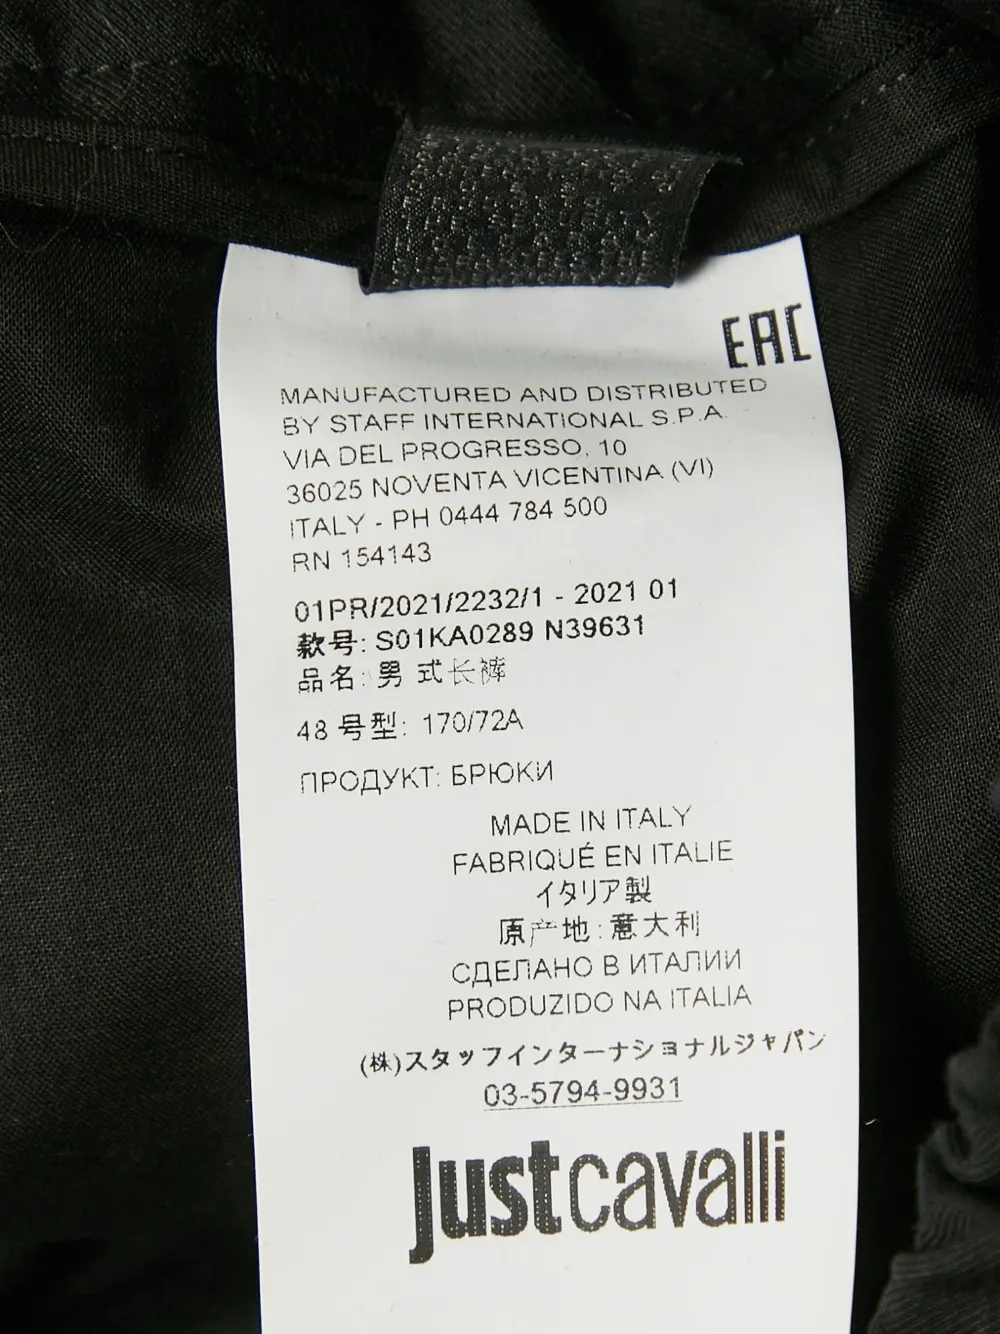 EAC
MANUFACTURED AND DISTRIBUTED
BY STAFF INTERNATIONAL S.P.A.
VIA DEL PROGRESSO, 10
36025 NOVENTA VICENTINA (VI)
ITALY - PH 0444 784 500
RN 154143
01PR/2021/2232/1 - 2021 01
款号: S01KA0289 N39631
品名: 男 式长裤
48 号型: 170/72A
ПРОДУКТ: БРЮКИ
MADE IN ITALY
FABRIQUÉ EN ITALIE
イタリア製
原产地: 意大利
СДЕЛАНО В ИТАЛИИ
PRODUZIDO NA ITALIA
(株)スタッフインターナショナルジャパン
03-5794-9931
justcavalli